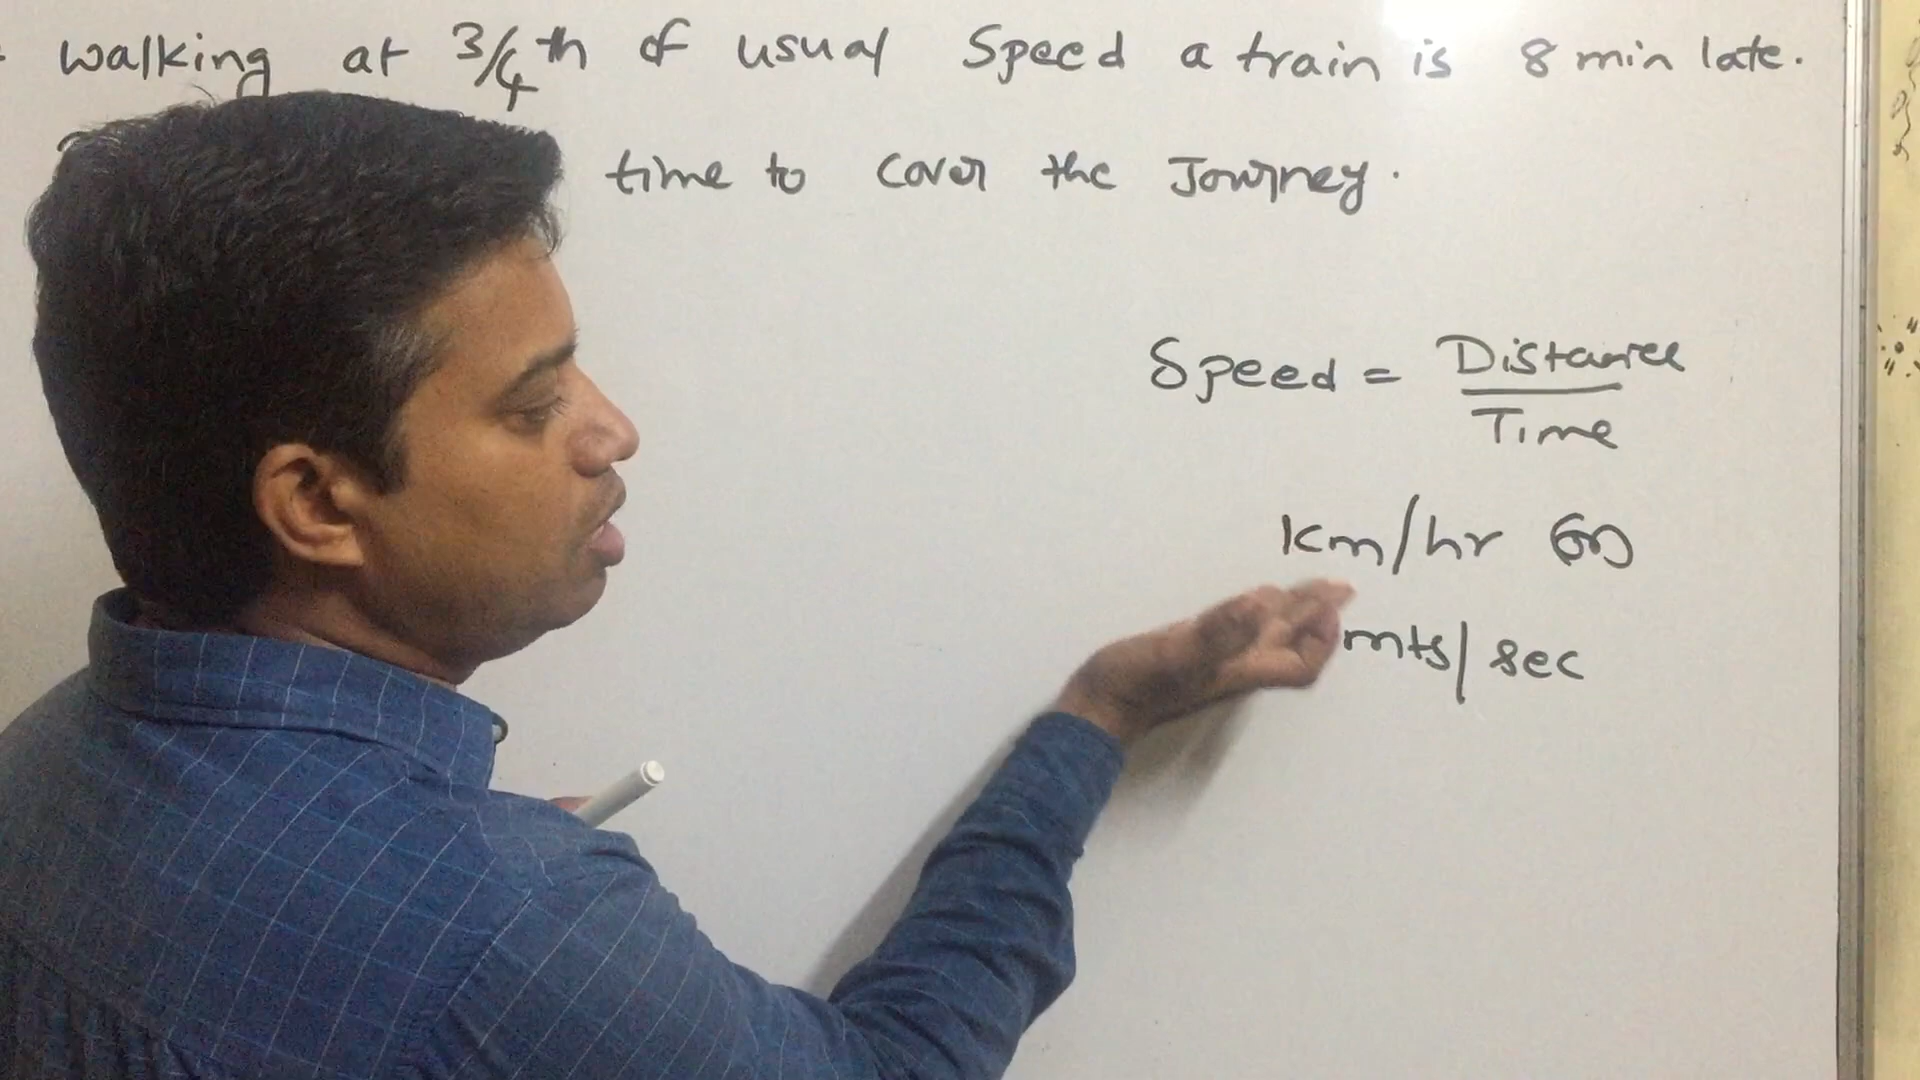 walking at 3/4th of usual speed a train is 8 min late.
time to cover the Journey.
Speed = Distance
Time
km/hr (or)
mts/sec